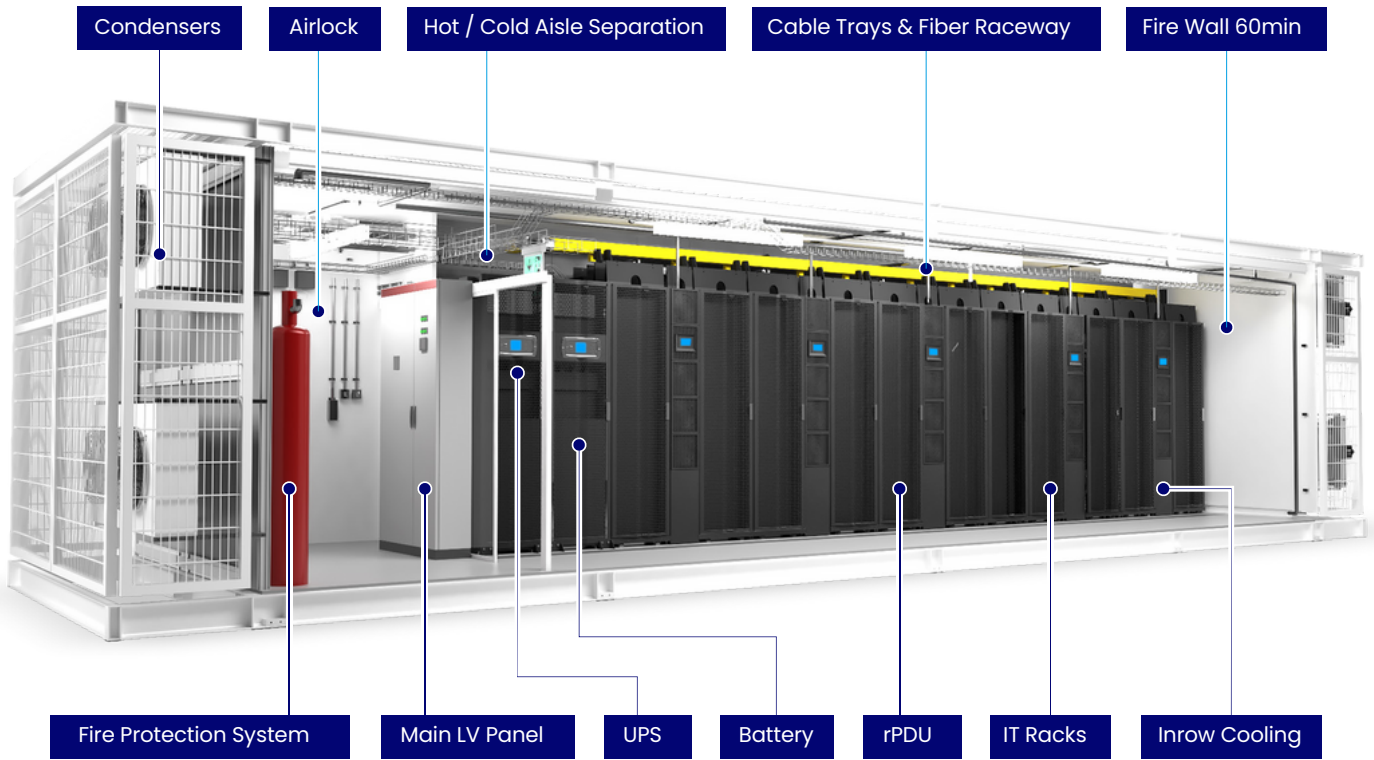 Condensers
Airlock
Hot / Cold Aisle Separation
Cable Trays & Fiber Raceway
Fire Wall 60min
Fire Protection System
Main LV Panel
UPS
Battery
rPDU
IT Racks
Inrow Cooling